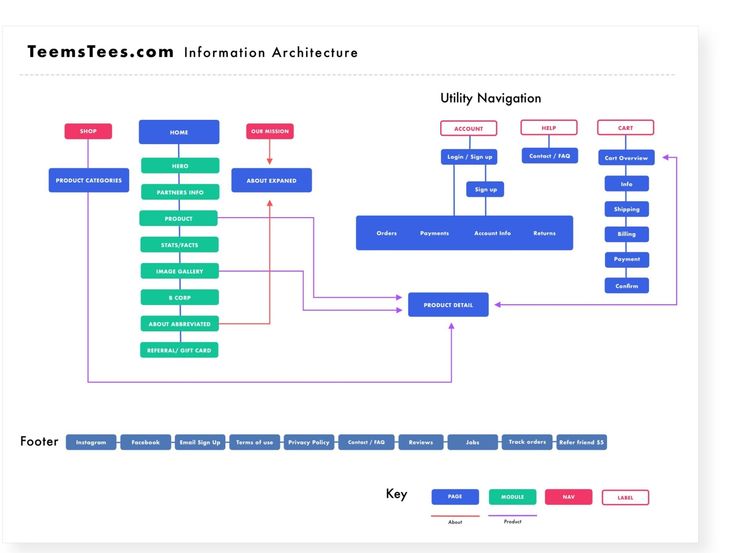 TeemsTees.com Information Architecture
Utility Navigation
SHOP
HOME
OUR MISSION
PRODUCT CATEGORIES
HERO
PARTNERS INFO
PRODUCT
STATS/FACTS
IMAGE GALLERY
B CORP
ABOUT ABBREVIATED
REFERRAL/ GIFT CARD
ABOUT EXPANED
ACCOUNT
HELP
CART
Login / Sign up
Contact / FAQ
Cart Overview
Sign up
Info
Shipping
Billing
Payment
Confirm
Orders Payments Account Info Returns
PRODUCT DETAIL
Footer Instagram Facebook Email Sign Up Terms of use Privacy Policy Contact / FAQ Reviews Jobs Track orders Refer friend $5
Key PAGE MODULE NAV LABEL
About Product